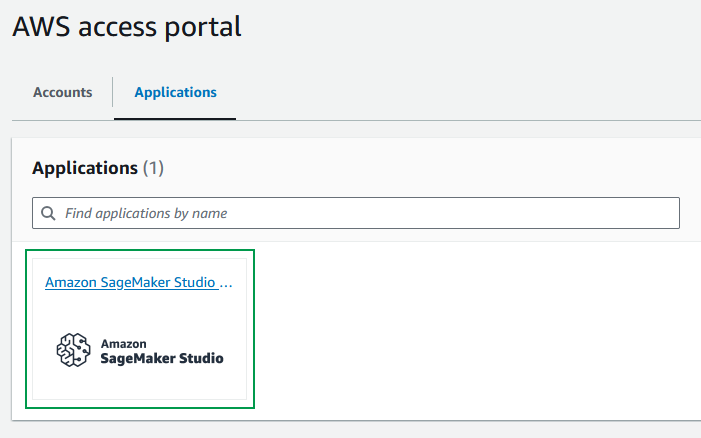 AWS access portal
Accounts
Applications
Applications (1)
Find applications by name
Amazon SageMaker Studio ...
Amazon
SageMaker Studio